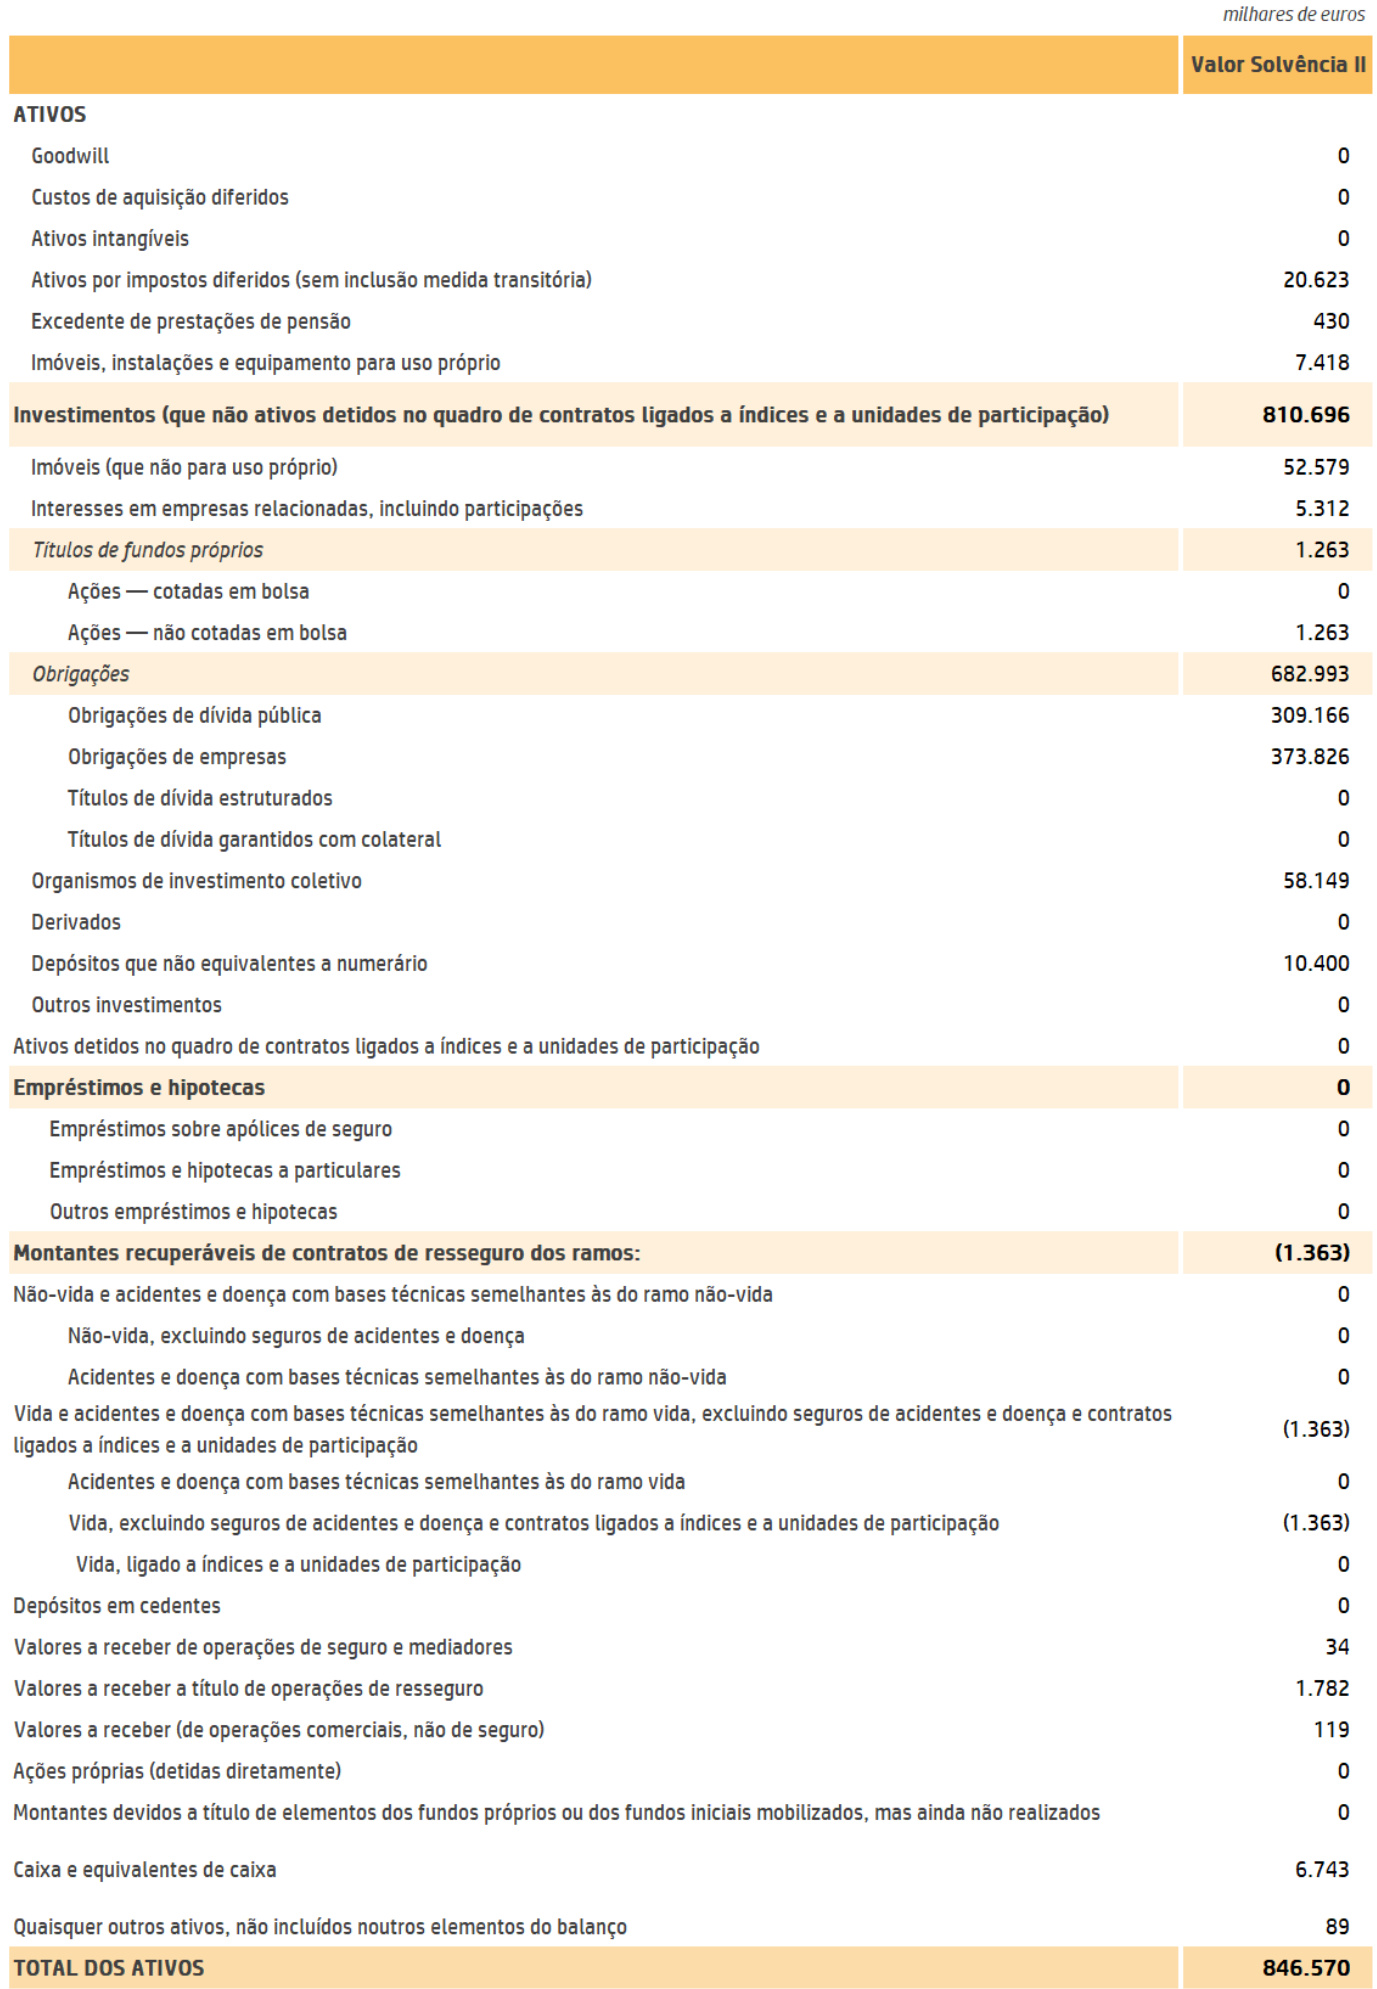 milhares de euros
Valor Solvência II
ATIVOS
Goodwill 0
Custos de aquisição diferidos 0
Ativos intangíveis 0
Ativos por impostos diferidos (sem inclusão medida transitória) 20.623
Excedente de prestações de pensão 430
Imóveis, instalações e equipamento para uso próprio 7.418
Investimentos (que não ativos detidos no quadro de contratos ligados a índices e a unidades de participação) 810.696
Imóveis (que não para uso próprio) 52.579
Interesses em empresas relacionadas, incluindo participações 5.312
Títulos de fundos próprios 1.263
Ações — cotadas em bolsa 0
Ações — não cotadas em bolsa 1.263
Obrigações 682.993
Obrigações de dívida pública 309.166
Obrigações de empresas 373.826
Títulos de dívida estruturados 0
Títulos de dívida garantidos com colateral 0
Organismos de investimento coletivo 58.149
Derivados 0
Depósitos que não equivalentes a numerário 10.400
Outros investimentos 0
Ativos detidos no quadro de contratos ligados a índices e a unidades de participação 0
Empréstimos e hipotecas 0
Empréstimos sobre apólices de seguro 0
Empréstimos e hipotecas a particulares 0
Outros empréstimos e hipotecas 0
Montantes recuperáveis de contratos de resseguro dos ramos: (1.363)
Não-vida e acidentes e doença com bases técnicas semelhantes às do ramo não-vida 0
Não-vida, excluindo seguros de acidentes e doença 0
Acidentes e doença com bases técnicas semelhantes às do ramo não-vida 0
Vida e acidentes e doença com bases técnicas semelhantes às do ramo vida, excluindo seguros de acidentes e doença e contratos
ligados a índices e a unidades de participação (1.363)
Acidentes e doença com bases técnicas semelhantes às do ramo vida 0
Vida, excluindo seguros de acidentes e doença e contratos ligados a índices e a unidades de participação (1.363)
Vida, ligado a índices e a unidades de participação 0
Depósitos em cedentes 0
Valores a receber de operações de seguro e mediadores 34
Valores a receber a título de operações de resseguro 1.782
Valores a receber (de operações comerciais, não de seguro) 119
Ações próprias (detidas diretamente) 0
Montantes devidos a título de elementos dos fundos próprios ou dos fundos iniciais mobilizados, mas ainda não realizados 0
Caixa e equivalentes de caixa 6.743
Quaisquer outros ativos, não incluídos noutros elementos do balanço 89
TOTAL DOS ATIVOS 846.570